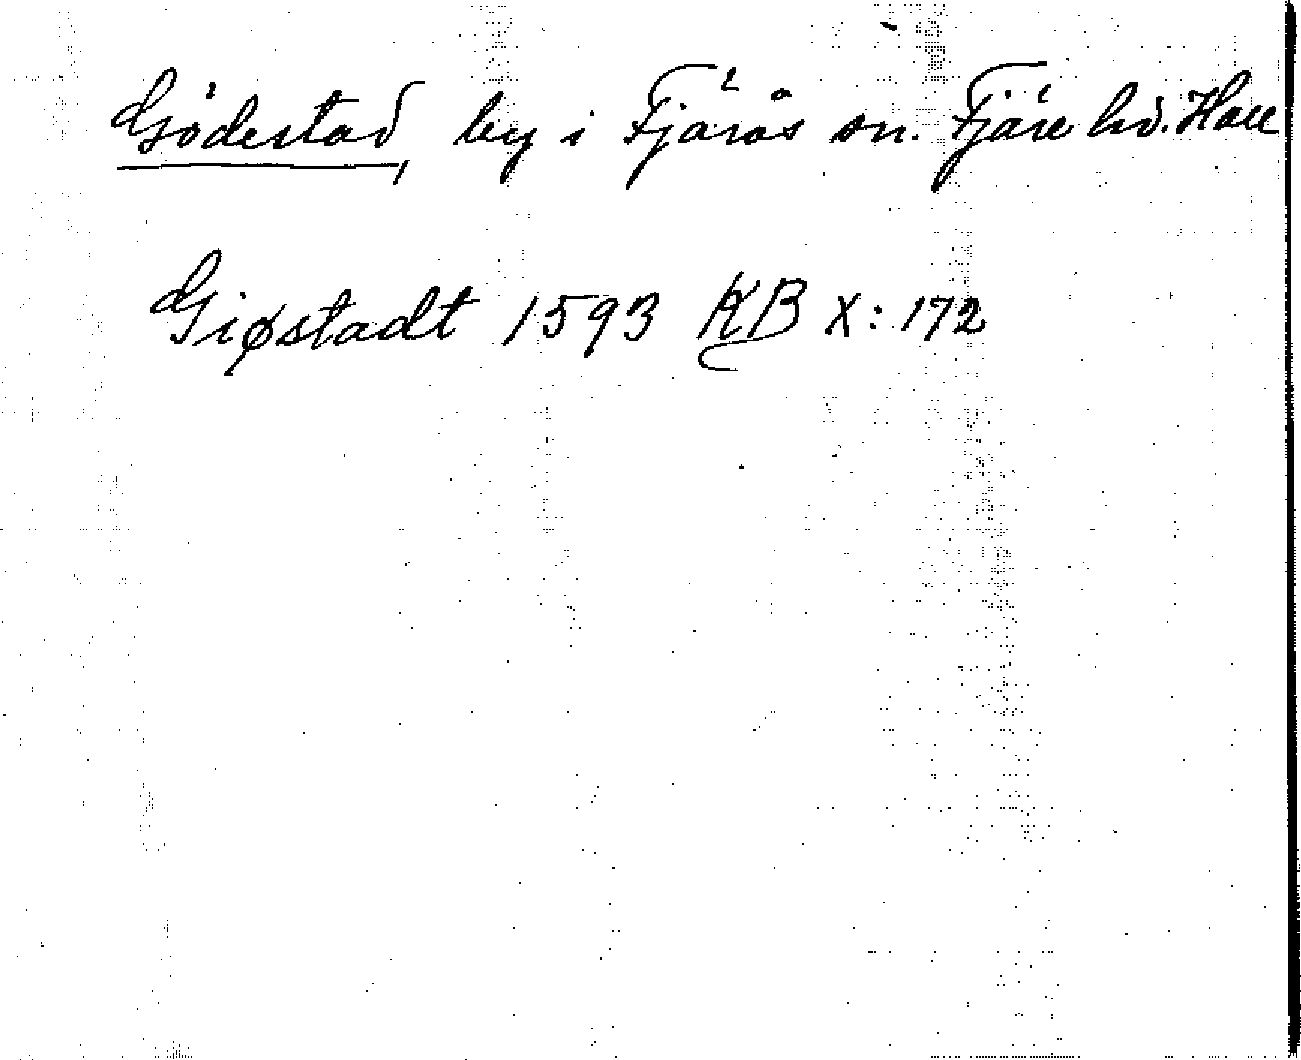 Gödestad, by i Fjärås sn. Fjäre hd. Hall
Giøstadt 1593 KB X: 172